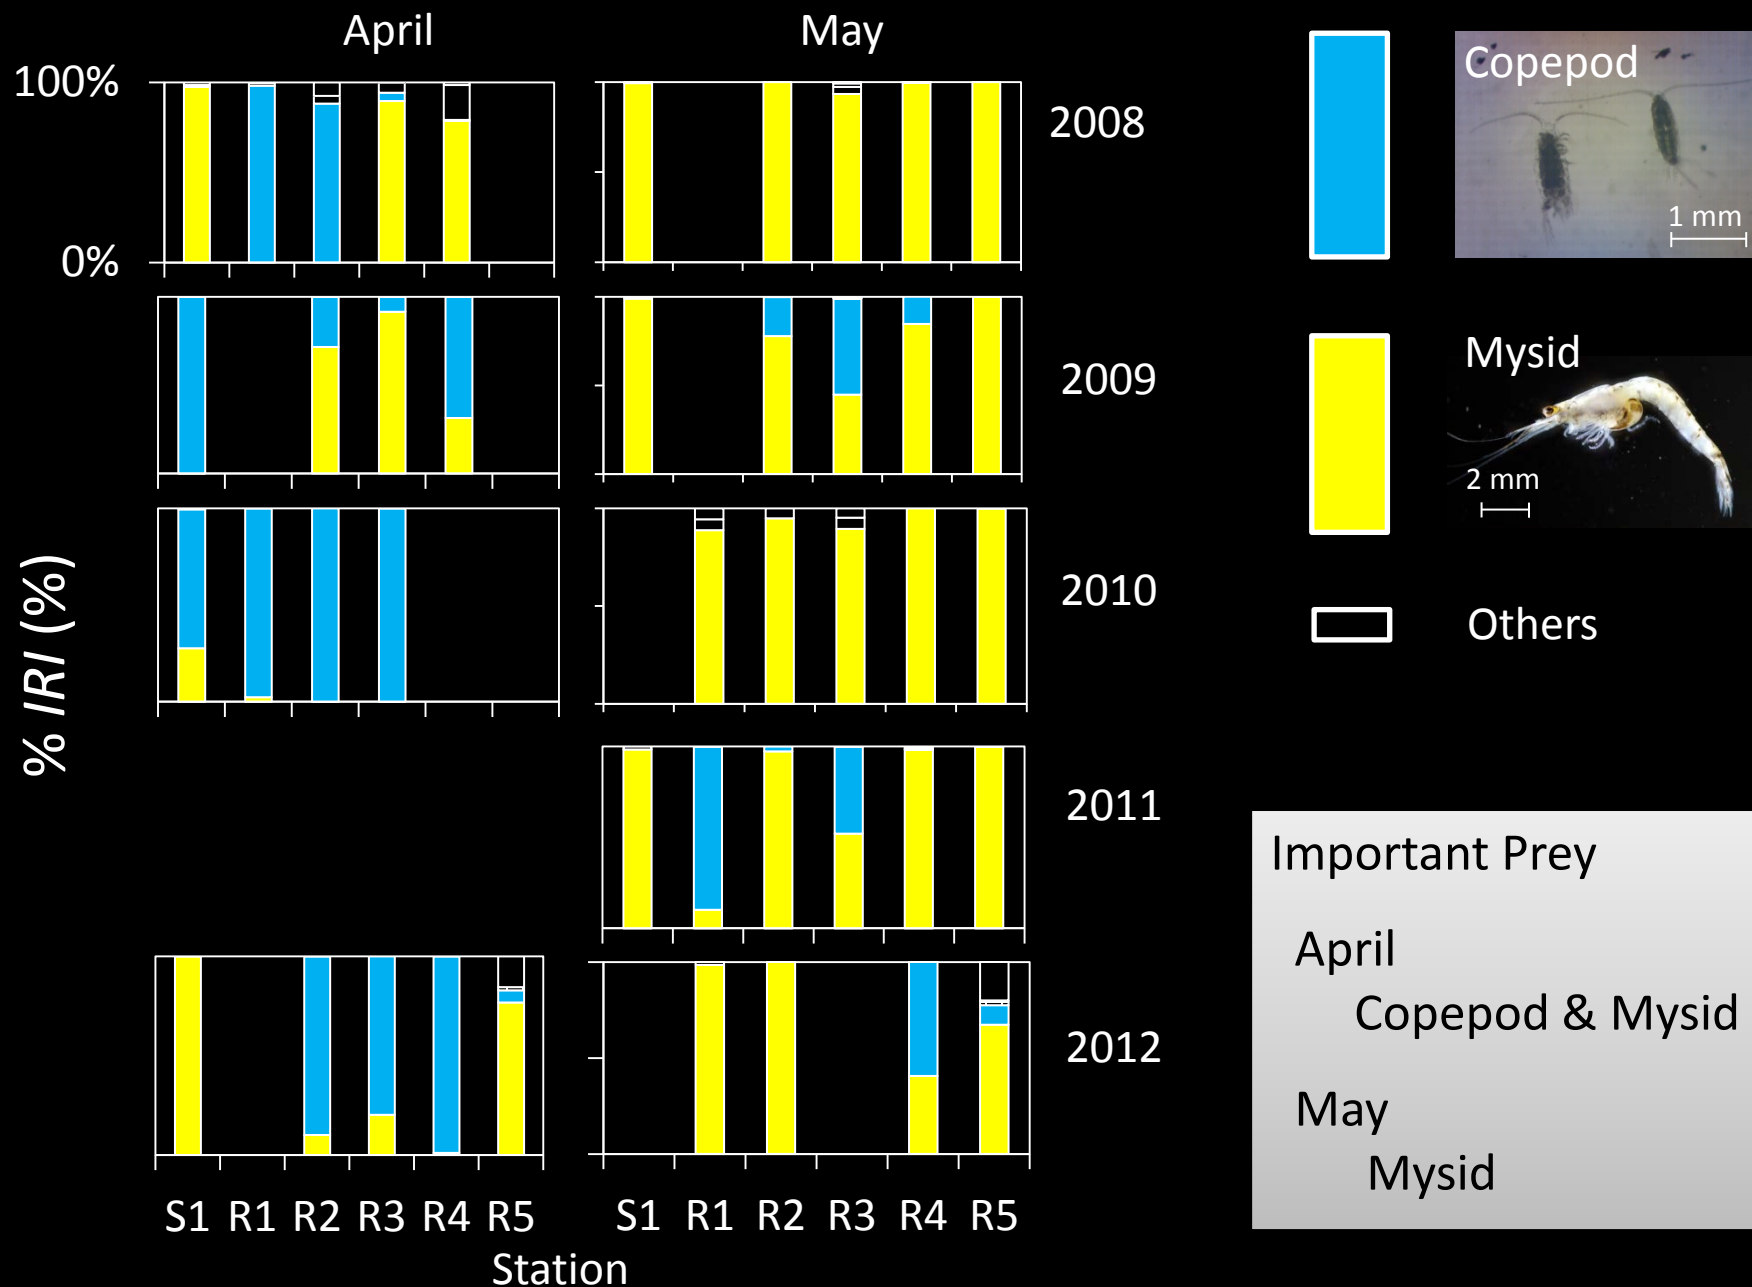 April
May
100%
0%
% IRI (%)
2008
2009
2010
2011
2012
S1 R1 R2 R3 R4 R5
S1 R1 R2 R3 R4 R5
Station
Copepod
1 mm
Mysid
2 mm
Others
Important Prey
April
Copepod & Mysid
May
Mysid